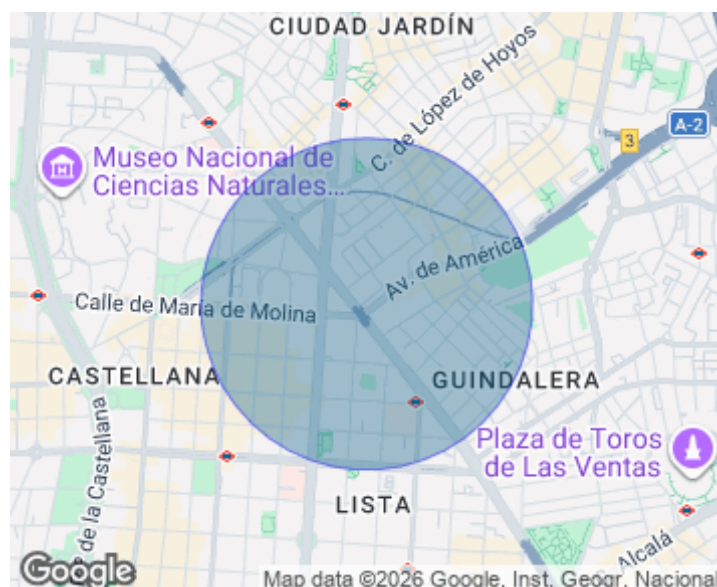 CIUDAD JARDÍN
C. de López de Hoyos
A-2
3
Museo Nacional de
Ciencias Naturales...
Av. de América
Calle de María de Molina
CASTELLANA
GUINDALERA
de la Castellana
Plaza de Toros
de Las Ventas
LISTA
Alcalá
Google
Map data ©2026 Google, Inst. Geogr. Nacional